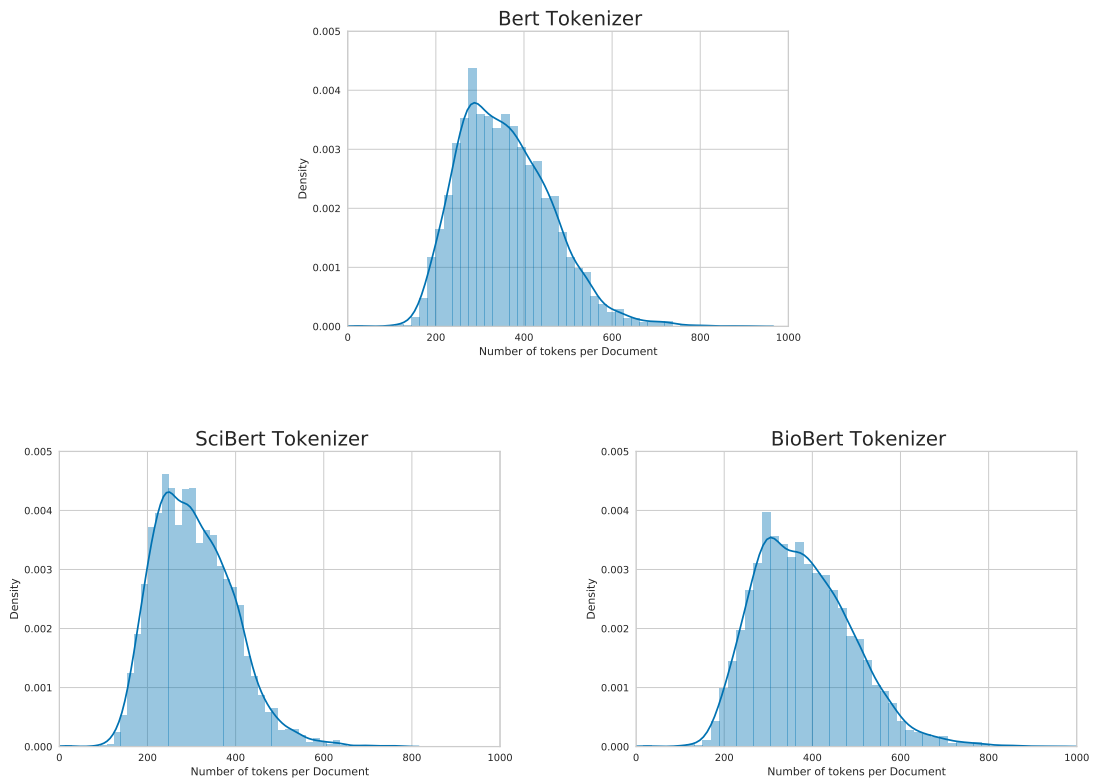 Bert Tokenizer
0.005
0.004
0.003
0.002
0.001
0.000
Density
0 200 400 600 800 1000
Number of tokens per Document
SciBert Tokenizer
0.005
0.004
0.003
0.002
0.001
0.000
Density
0 200 400 600 800 1000
Number of tokens per Document
BioBert Tokenizer
0.005
0.004
0.003
0.002
0.001
0.000
Density
0 200 400 600 800 1000
Number of tokens per Document